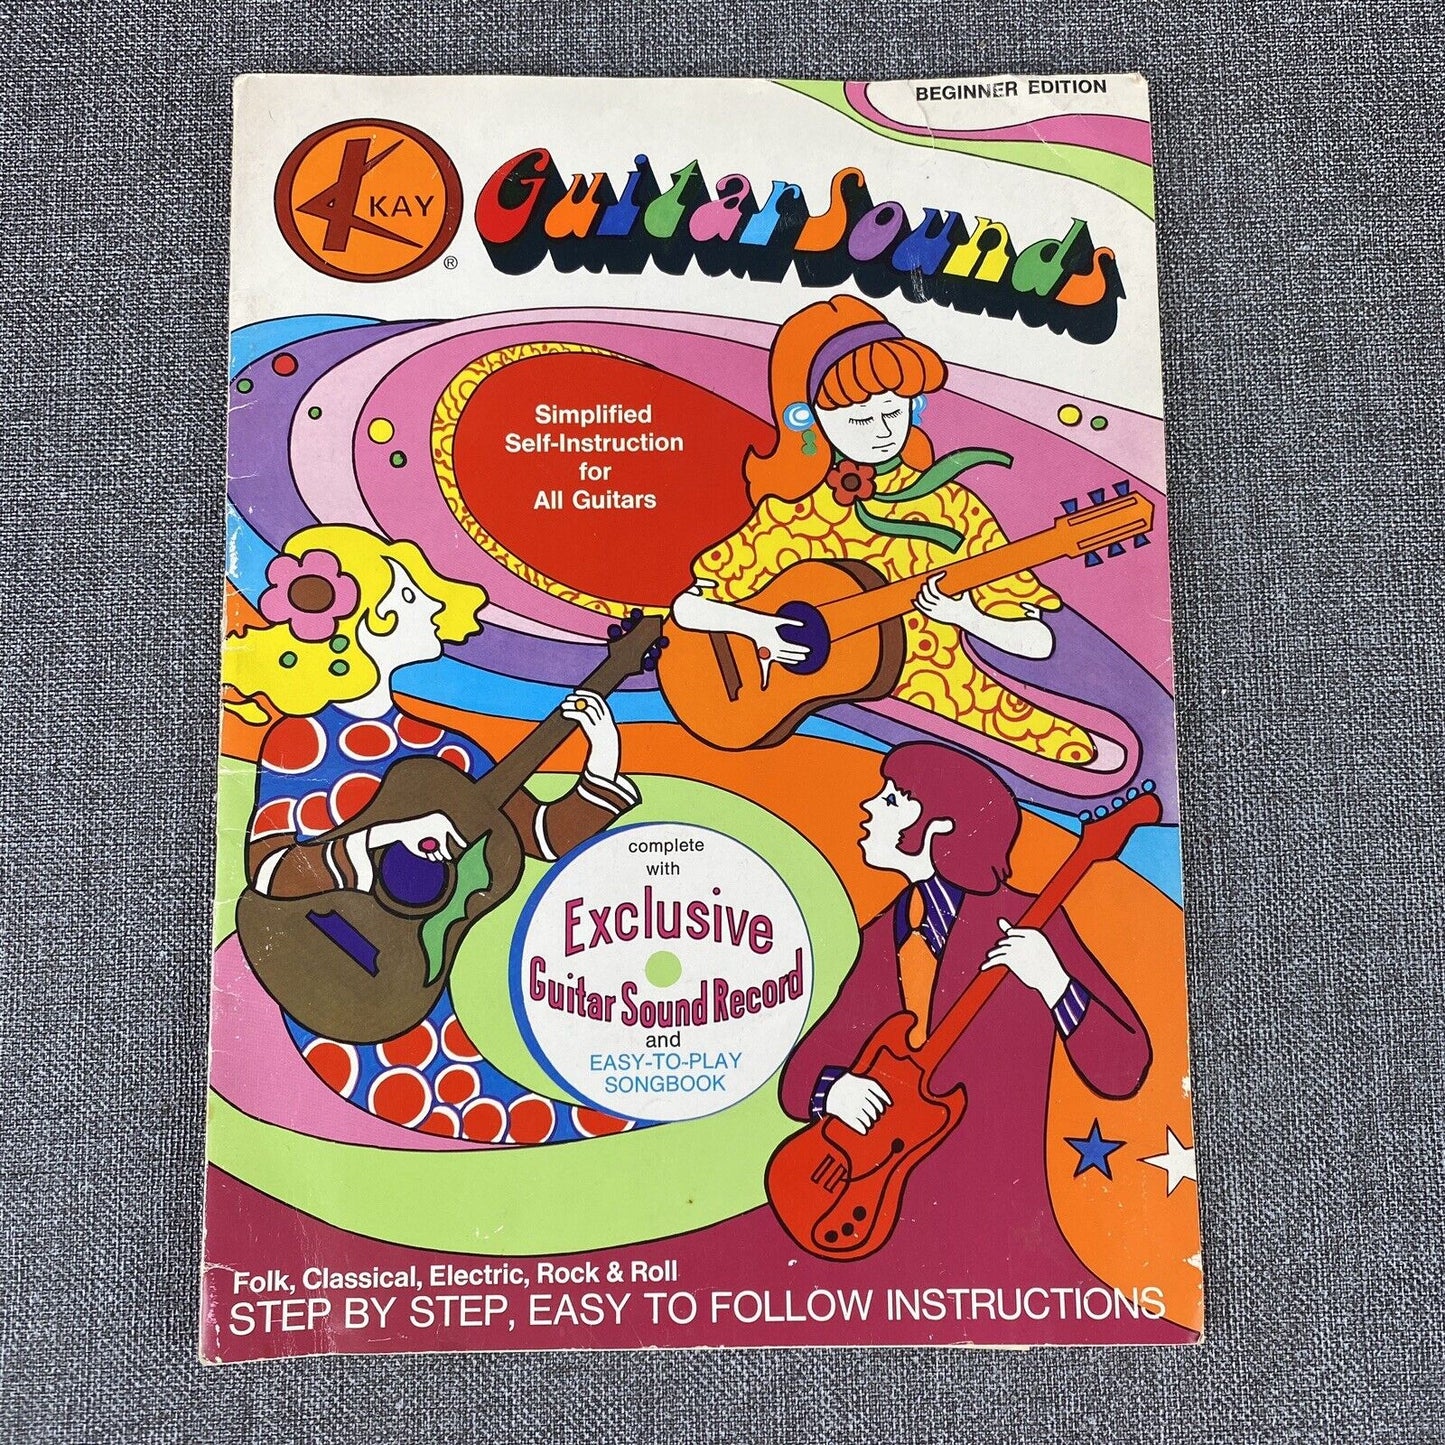 BEGINNER EDITION
KAY
®
Guitar Sounds
Simplified
Self-Instruction
for
All Guitars
complete
with
Exclusive
Guitar Sound Record
and
EASY-TO-PLAY
SONGBOOK
Folk, Classical, Electric, Rock & Roll
STEP BY STEP, EASY TO FOLLOW INSTRUCTIONS